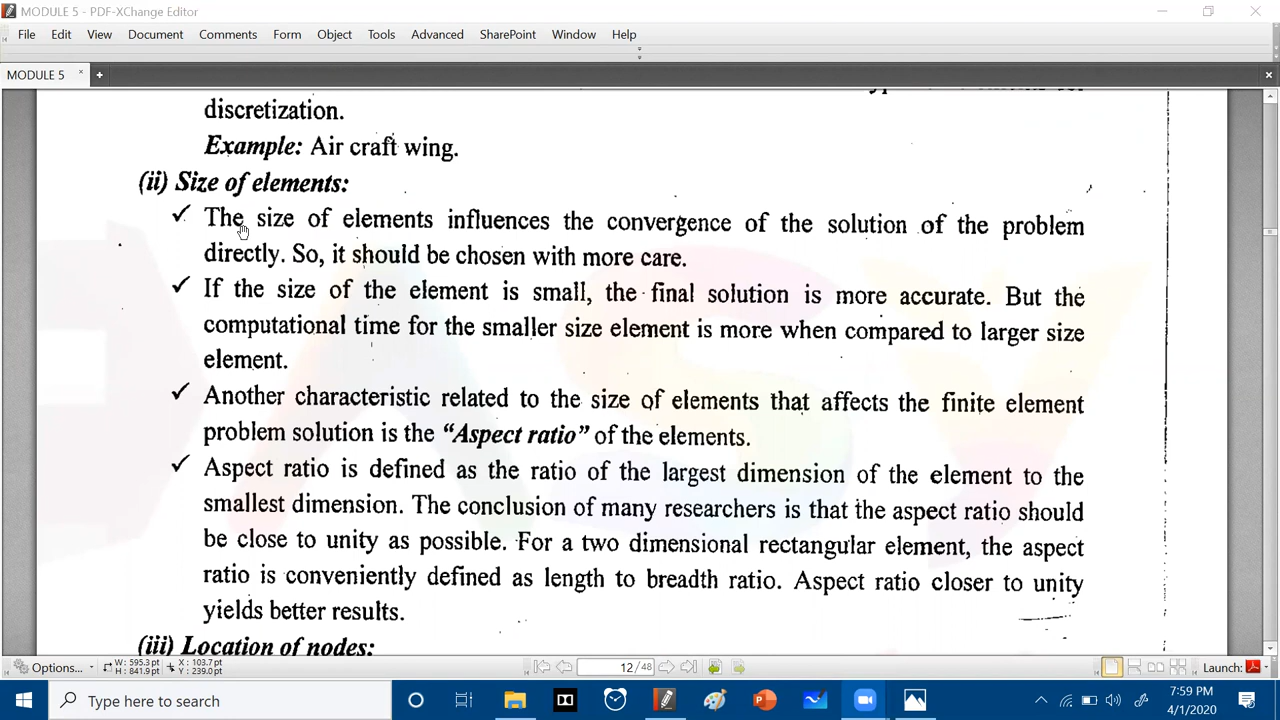 MODULE 5 - PDF-XChange Editor
File Edit View Document Comments Form Object Tools Advanced SharePoint Window Help
MODULE 5
discretization.
Example: Air craft wing.
(ii) Size of elements:
✓ The size of elements influences the convergence of the solution of the problem
directly. So, it should be chosen with more care.
✓ If the size of the element is small, the final solution is more accurate. But the
computational time for the smaller size element is more when compared to larger size
element.
✓ Another characteristic related to the size of elements that affects the finite element
problem solution is the “Aspect ratio” of the elements.
✓ Aspect ratio is defined as the ratio of the largest dimension of the element to the
smallest dimension. The conclusion of many researchers is that the aspect ratio should
be close to unity as possible. For a two dimensional rectangular element, the aspect
ratio is conveniently defined as length to breadth ratio. Aspect ratio closer to unity
yields better results.
(iii) Location of nodes:
Options... W: 595.3 pt X: 103.7 pt 12 / 48 Launch:
H: 841.9 pt Y: 239.0 pt
Type here to search
7:59 PM
4/1/2020